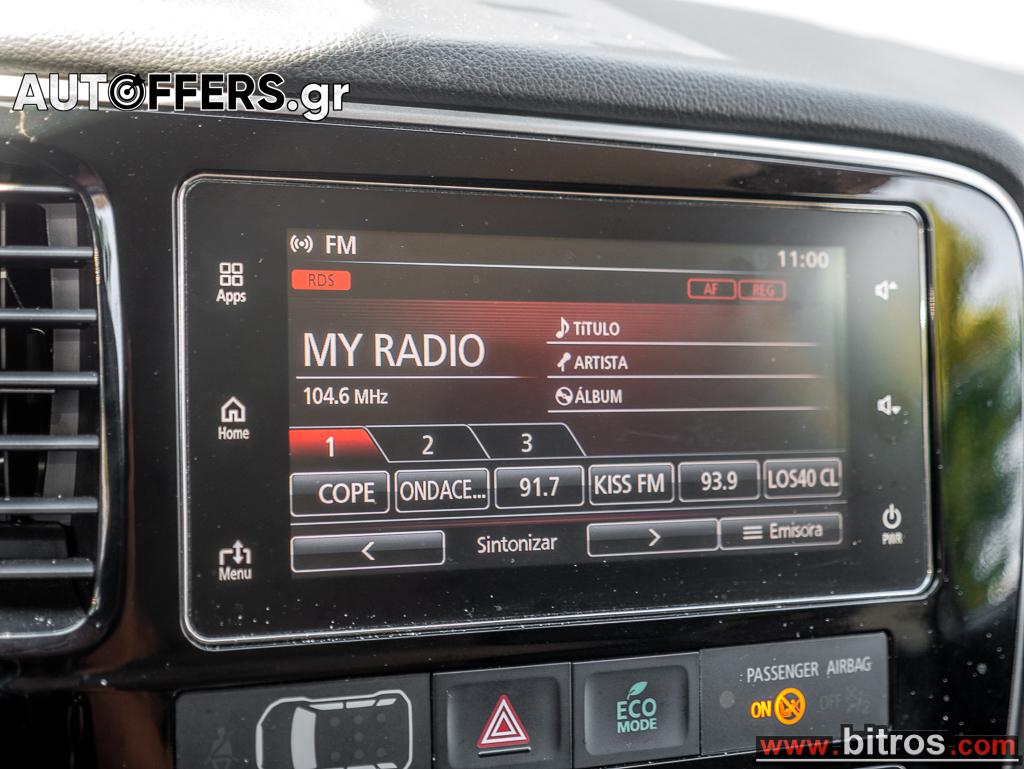 AUTOFFERS.gr
FM
11:00
RDS
AF REG
Apps
MY RADIO
TÍTULO
ARTISTA
104.6 MHz
ÁLBUM
Home
1 2 3
COPE ONDACE... 91.7 KISS FM 93.9 LOS40 CL
< Sintonizar > Emisora
PWR
Menu
PASSENGER AIRBAG
ECO
MODE
ON OFF
www.bitros.com